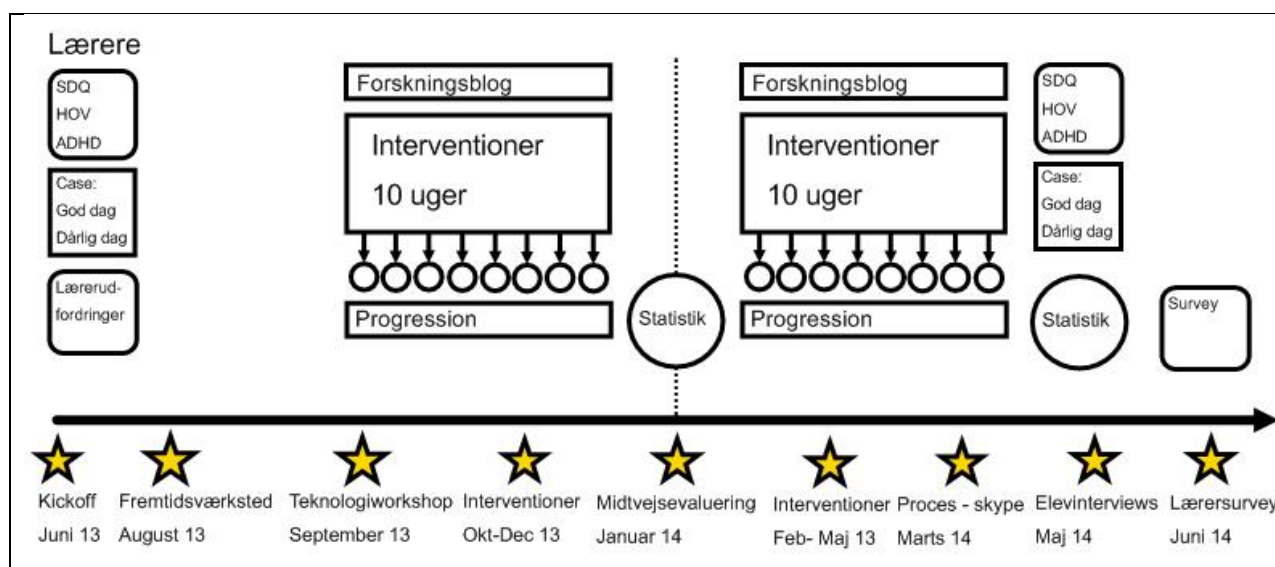 Lærere
SDQ
HOV
ADHD
Case:
God dag
Dårlig dag
Lærerud-
fordringer
Forskningsblog
Interventioner
10 uger
Progression
Statistik
Forskningsblog
Interventioner
10 uger
Progression
SDQ
HOV
ADHD
Case:
God dag
Dårlig dag
Statistik
Survey
Kickoff
Juni 13
Fremtidsværksted
August 13
Teknologiworkshop
September 13
Interventioner
Okt-Dec 13
Midtvejsevaluering
Januar 14
Interventioner
Feb- Maj 13
Proces - skype
Marts 14
Elevinterviews
Maj 14
Lærersurvey
Juni 14